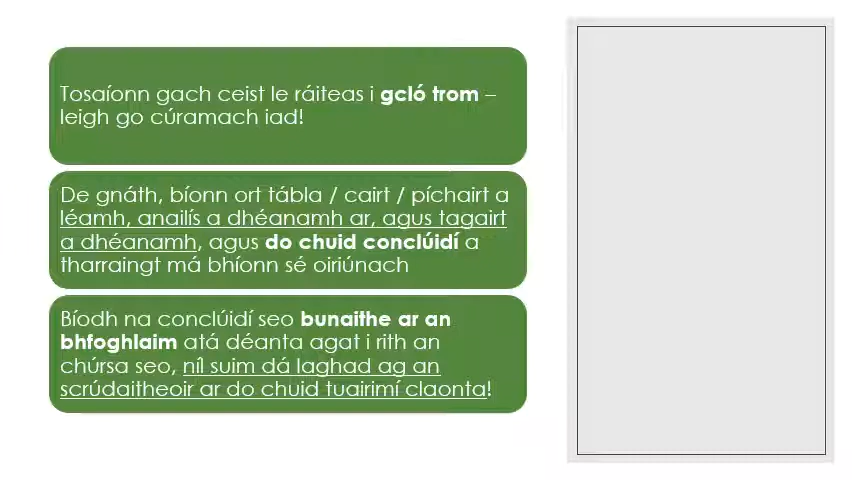 Tosaíonn gach ceist le ráiteas i gcló trom –
leigh go cúramach iad!
De gnáth, bíonn ort tábla / cairt / píchairt a
léamh, anailís a dhéanamh ar, agus tagairt
a dhéanamh, agus do chuid conclúidí a
tharraingt má bhíonn sé oiriúnach
Bíodh na conclúidí seo bunaithe ar an
bhfoghlaim atá déanta agat i rith an
chúrsa seo, níl suim dá laghad ag an
scrúdaitheoir ar do chuid tuairimí claonta!